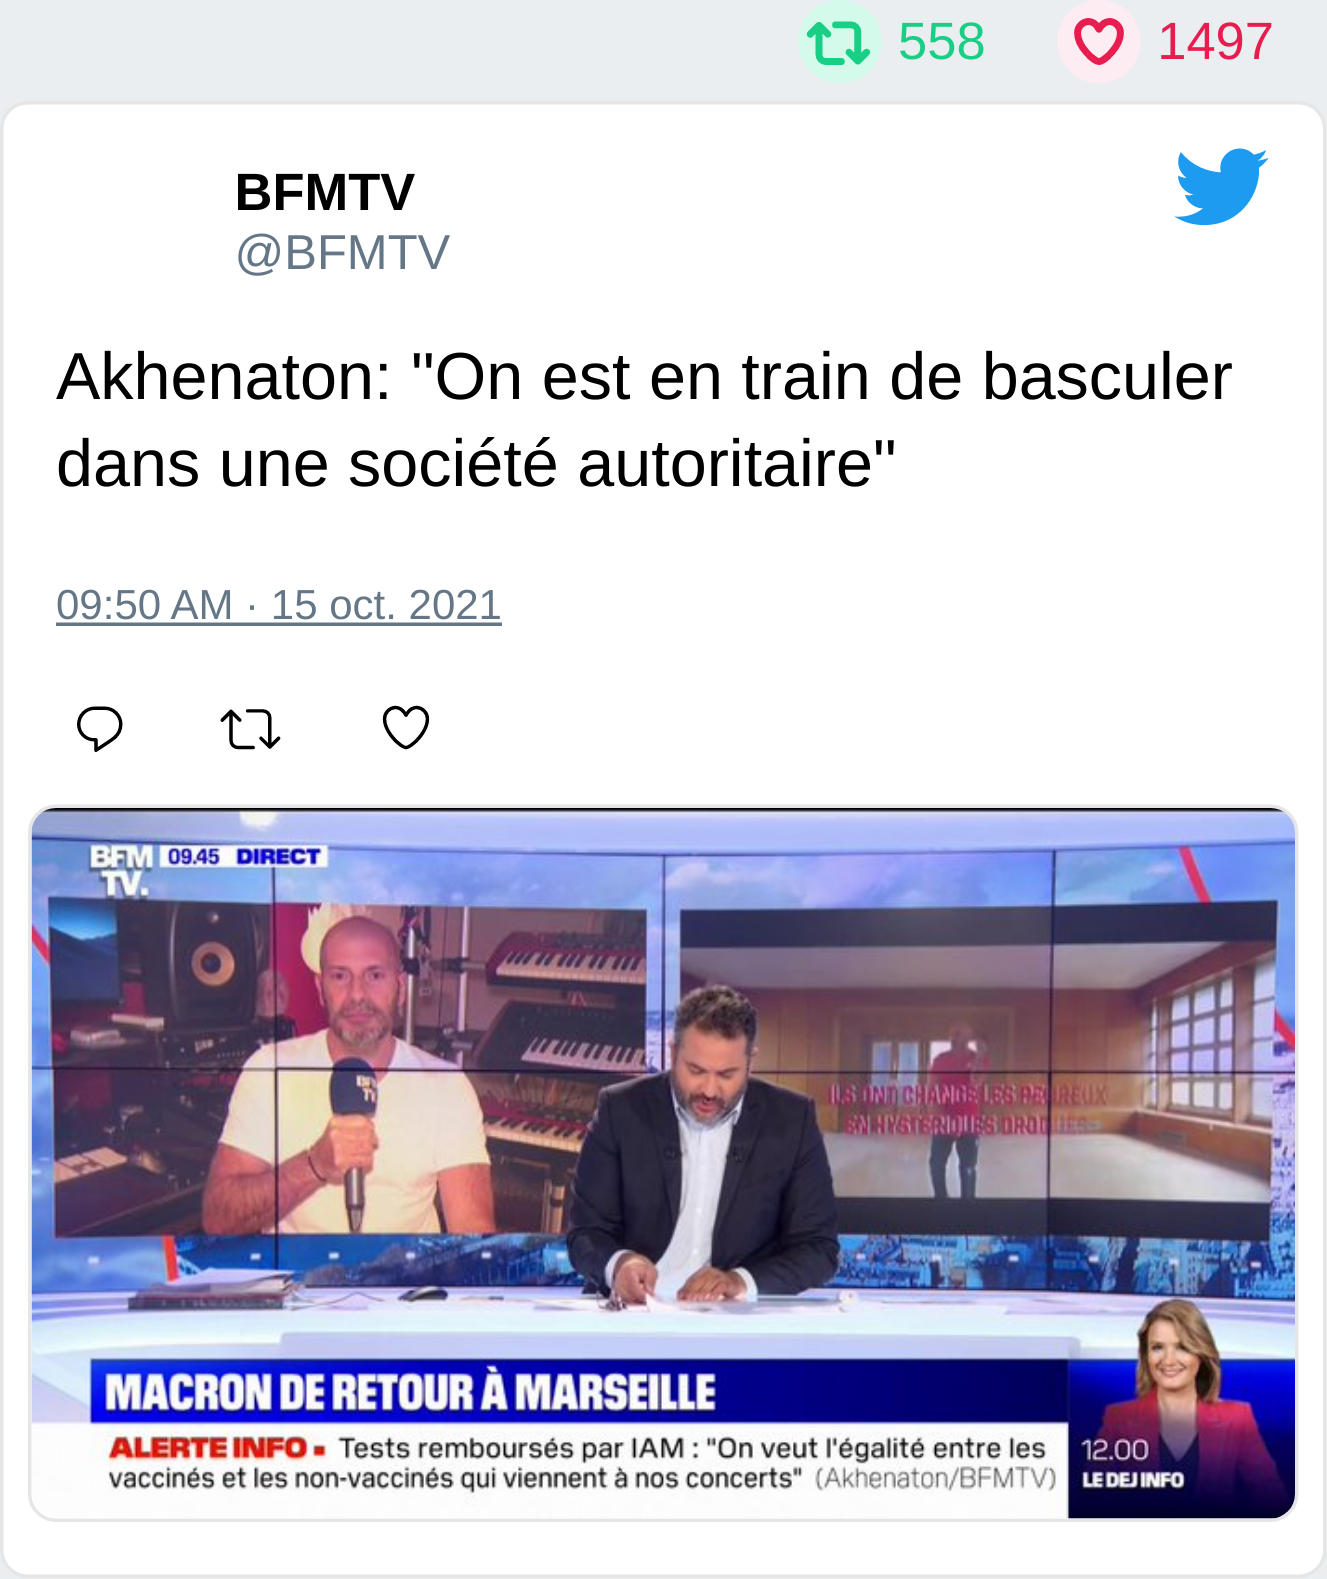 558 1497
BFMTV
@BFMTV
Akhenaton: "On est en train de basculer
dans une société autoritaire"
09:50 AM · 15 oct. 2021
BFM 09.45 DIRECT
TV.
ILS ONT CHANGÉ LES PEUREUX
EN HYSTÉRIQUES
MACRON DE RETOUR À MARSEILLE
ALERTE INFO Tests remboursés par IAM : "On veut l'égalité entre les
vaccinés et les non-vaccinés qui viennent à nos concerts" (Akhenaton/BFMTV)
12.00
LE DEJ INFO